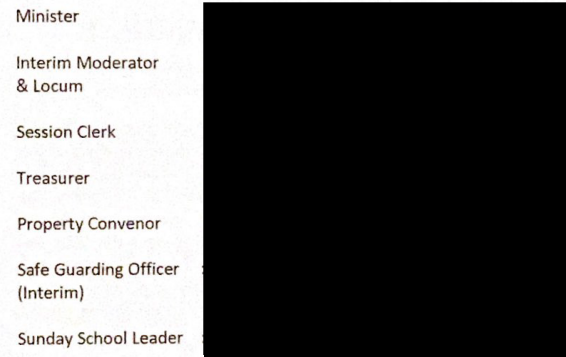 Minister
Interim Moderator
& Locum
Session Clerk
Treasurer
Property Convenor
Safe Guarding Officer :
(Interim)
Sunday School Leader :